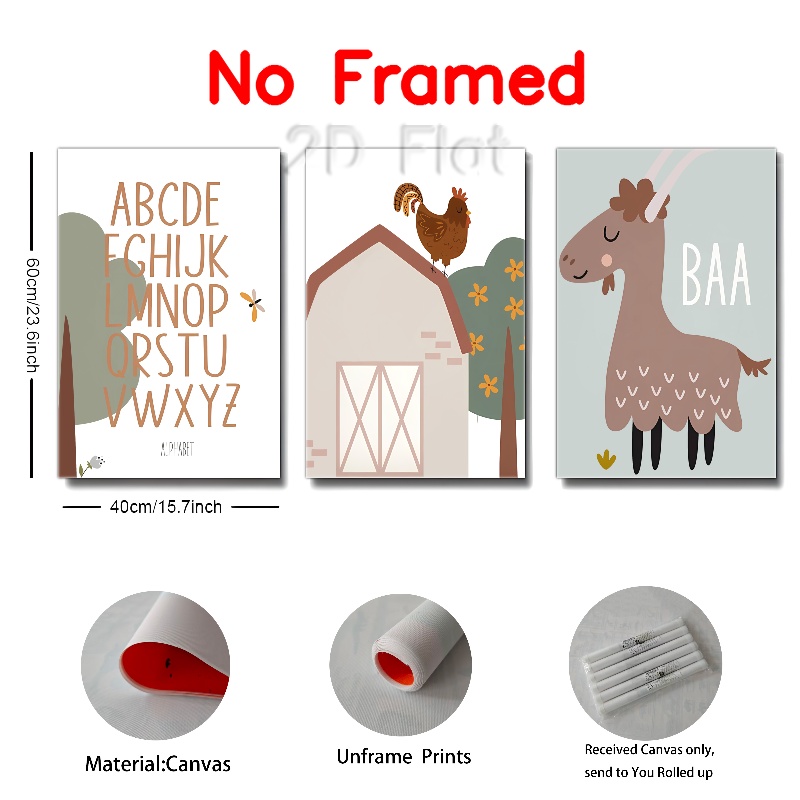 No Framed
2D Flat
ABCDE
FGHIJK
LMNOP
QRSTU
VWXYZ
ALPHABET
BAA
60cm/23.6inch
40cm/15.7inch
Material:Canvas
Unframe Prints
Received Canvas only,
send to You Rolled up